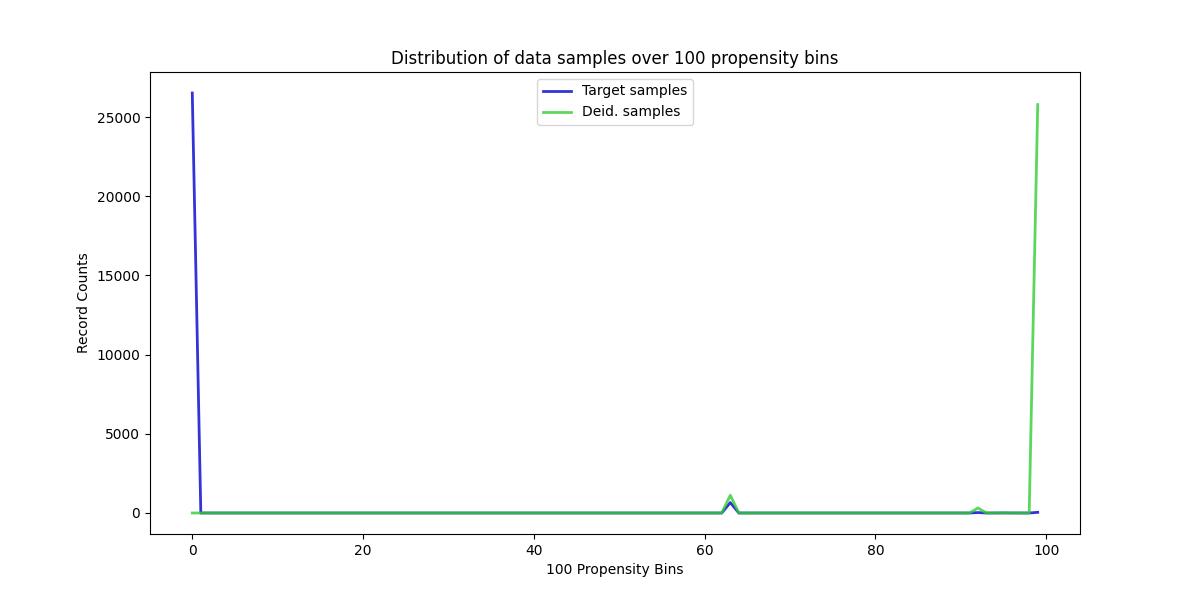 Distribution of data samples over 100 propensity bins
Target samples
Deid. samples
25000
20000
15000
10000
5000
0
Record Counts
0 20 40 60 80 100
100 Propensity Bins